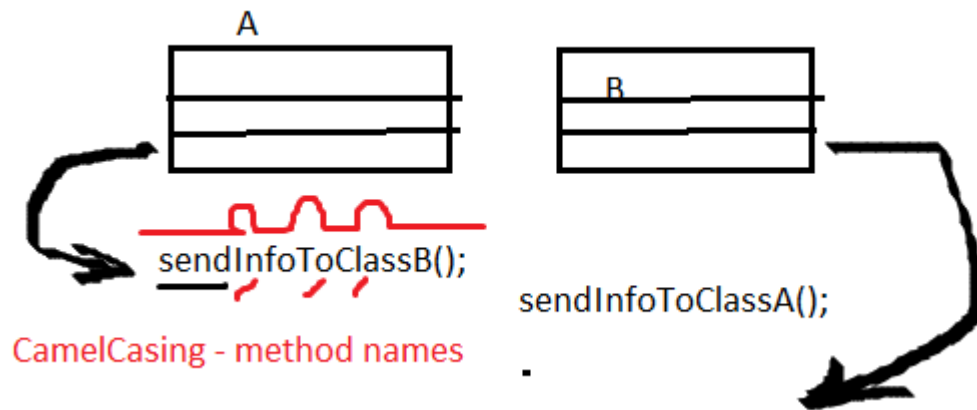 A
B
sendInfoToClassB();
sendInfoToClassA();
CamelCasing - method names